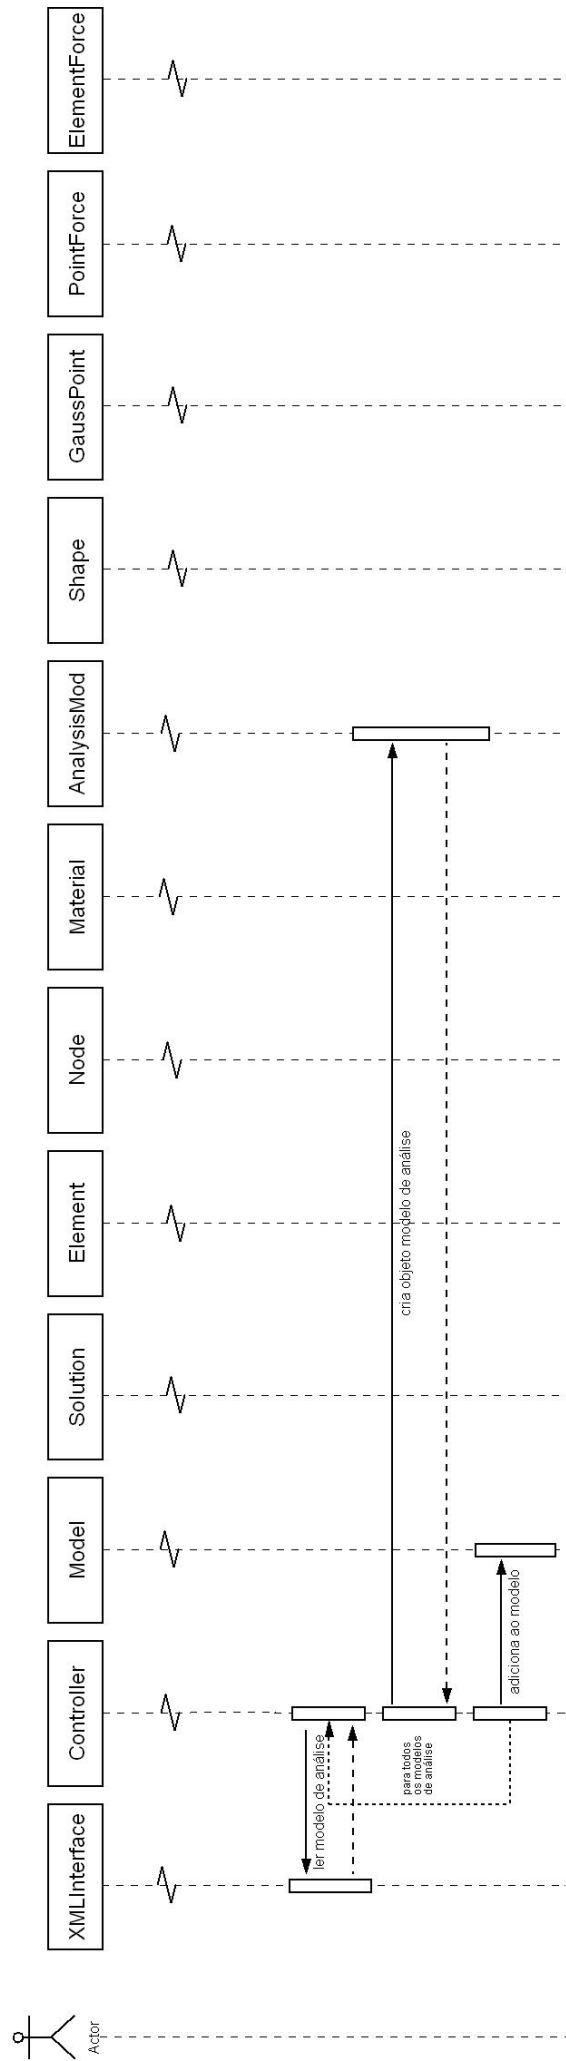 Actor
XMLInterface
Controller
Model
Solution
Element
Node
Material
AnalysisMod
Shape
GaussPoint
PointForce
ElementForce
ler modelo de análise
para todos
os modelos
de análise
cria objeto modelo de análise
adiciona ao modelo